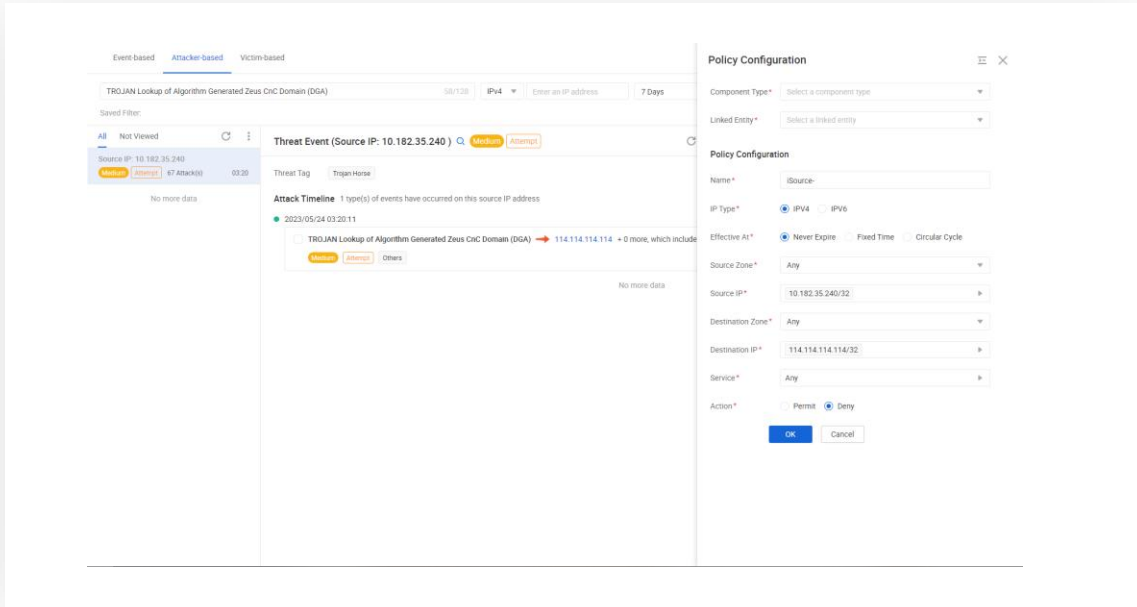 Event-based Attacker-based Victim-based
TROJAN Lookup of Algorithm Generated Zeus CnC Domain (DGA) 58/128 IPv4 Enter an IP address 7 Days
Saved Filter:
All Not Viewed
Source IP: 10.182.35.240
Medium Attempt 67 Attack(s) 03:20
No more data
Threat Event (Source IP: 10.182.35.240 ) Medium Attempt
Threat Tag Trojan Horse
Attack Timeline 1 type(s) of events have occurred on this source IP address
2023/05/24 03:20:11
TROJAN Lookup of Algorithm Generated Zeus CnC Domain (DGA) 114.114.114.114 + 0 more, which include
Medium Attempt Others
No more data
Policy Configuration
Component Type* Select a component type
Linked Entity* Select a linked entity
Policy Configuration
Name* iSource-
IP Type* IPV4 IPV6
Effective At* Never Expire Fixed Time Circular Cycle
Source Zone* Any
Source IP* 10.182.35.240/32
Destination Zone* Any
Destination IP* 114.114.114.114/32
Service* Any
Action* Permit Deny
OK Cancel